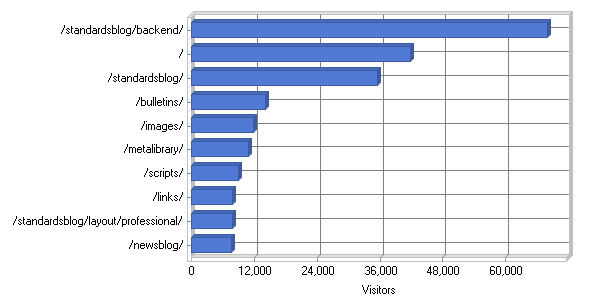 /standardsblog/backend/
/
/standardsblog/
/bulletins/
/images/
/metalibrary/
/scripts/
/links/
/standardsblog/layout/professional/
/newsblog/
0 12,000 24,000 36,000 48,000 60,000
Visitors